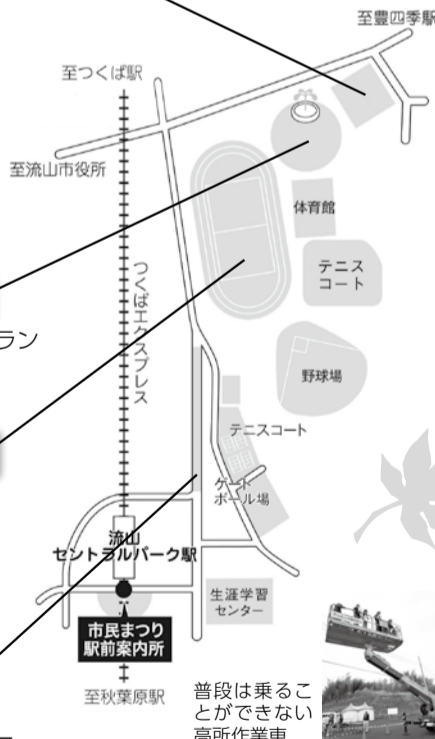 至豊四季駅
至つくば駅
至流山市役所
体育館
テニス
コート
ラン
つくばエクスプレス
野球場
テニスコート
ゲート
ボール場
流山
セントラルパーク駅
生涯学習
センター
市民まつり
駅前案内所
至秋葉原駅
普段は乗るこ
とができない
高所作業車